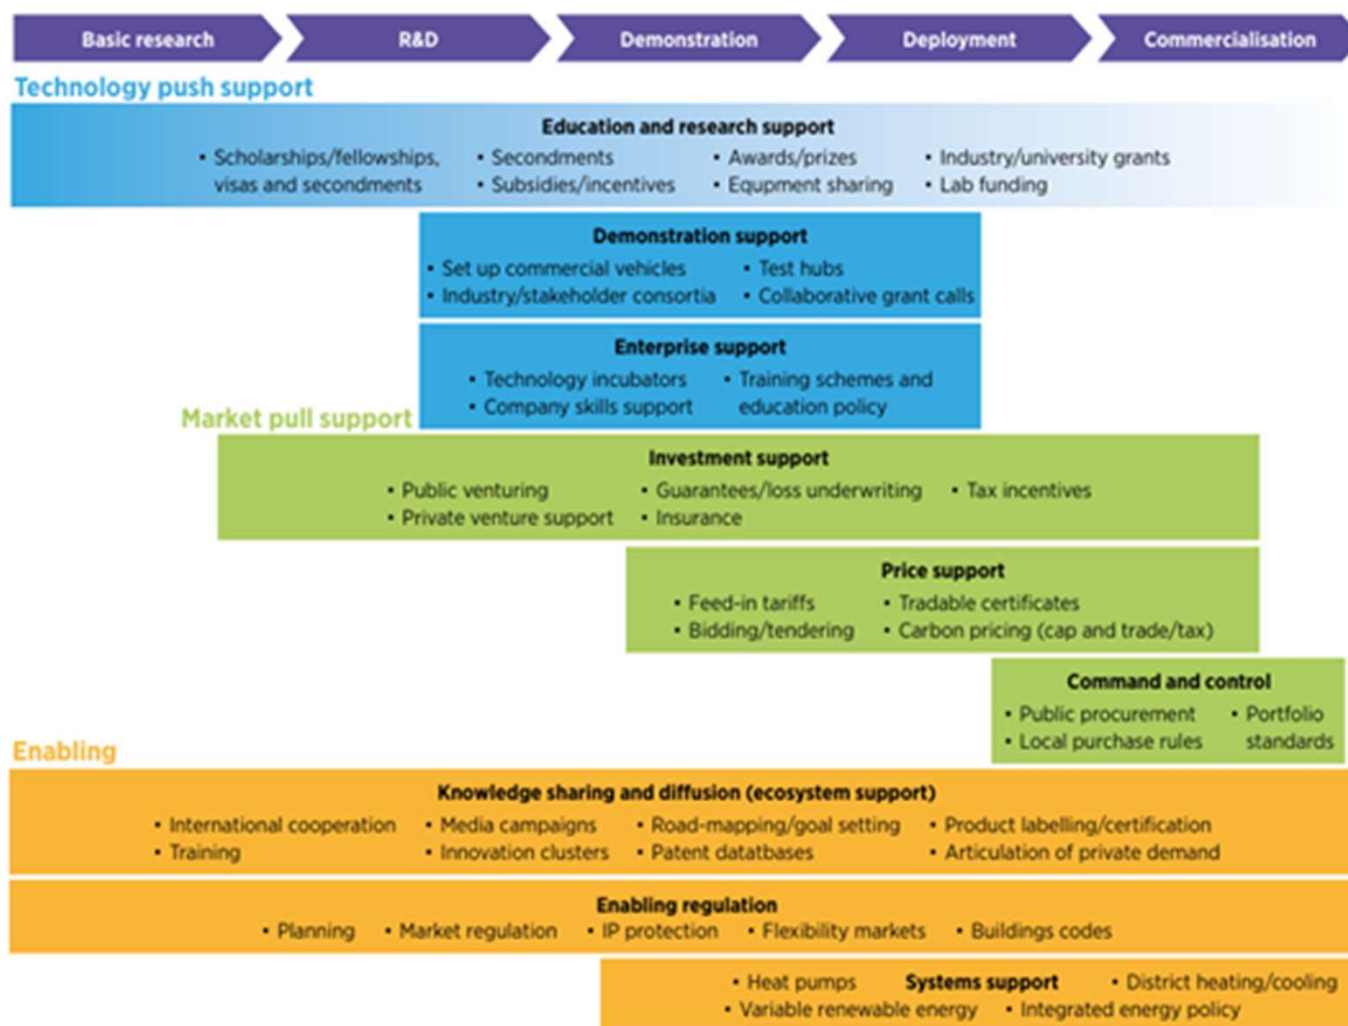 Basic research R&D Demonstration Deployment Commercialisation
Technology push support
Education and research support
• Scholarships/fellowships, • Secondments • Awards/prizes • Industry/university grants
visas and secondments • Subsidies/incentives • Equpment sharing • Lab funding
Demonstration support
• Set up commercial vehicles • Test hubs
• Industry/stakeholder consortia • Collaborative grant calls
Enterprise support
• Technology incubators • Training schemes and
• Company skills support education policy
Market pull support
Investment support
• Public venturing • Guarantees/loss underwriting • Tax incentives
• Private venture support • Insurance
Price support
• Feed-in tariffs • Tradable certificates
• Bidding/tendering • Carbon pricing (cap and trade/tax)
Command and control
• Public procurement • Portfolio
• Local purchase rules standards
Enabling
Knowledge sharing and diffusion (ecosystem support)
• International cooperation • Media campaigns • Road-mapping/goal setting • Product labelling/certification
• Training • Innovation clusters • Patent datatbases • Articulation of private demand
Enabling regulation
• Planning • Market regulation • IP protection • Flexibility markets • Buildings codes
• Heat pumps Systems support • District heating/cooling
• Variable renewable energy • Integrated energy policy